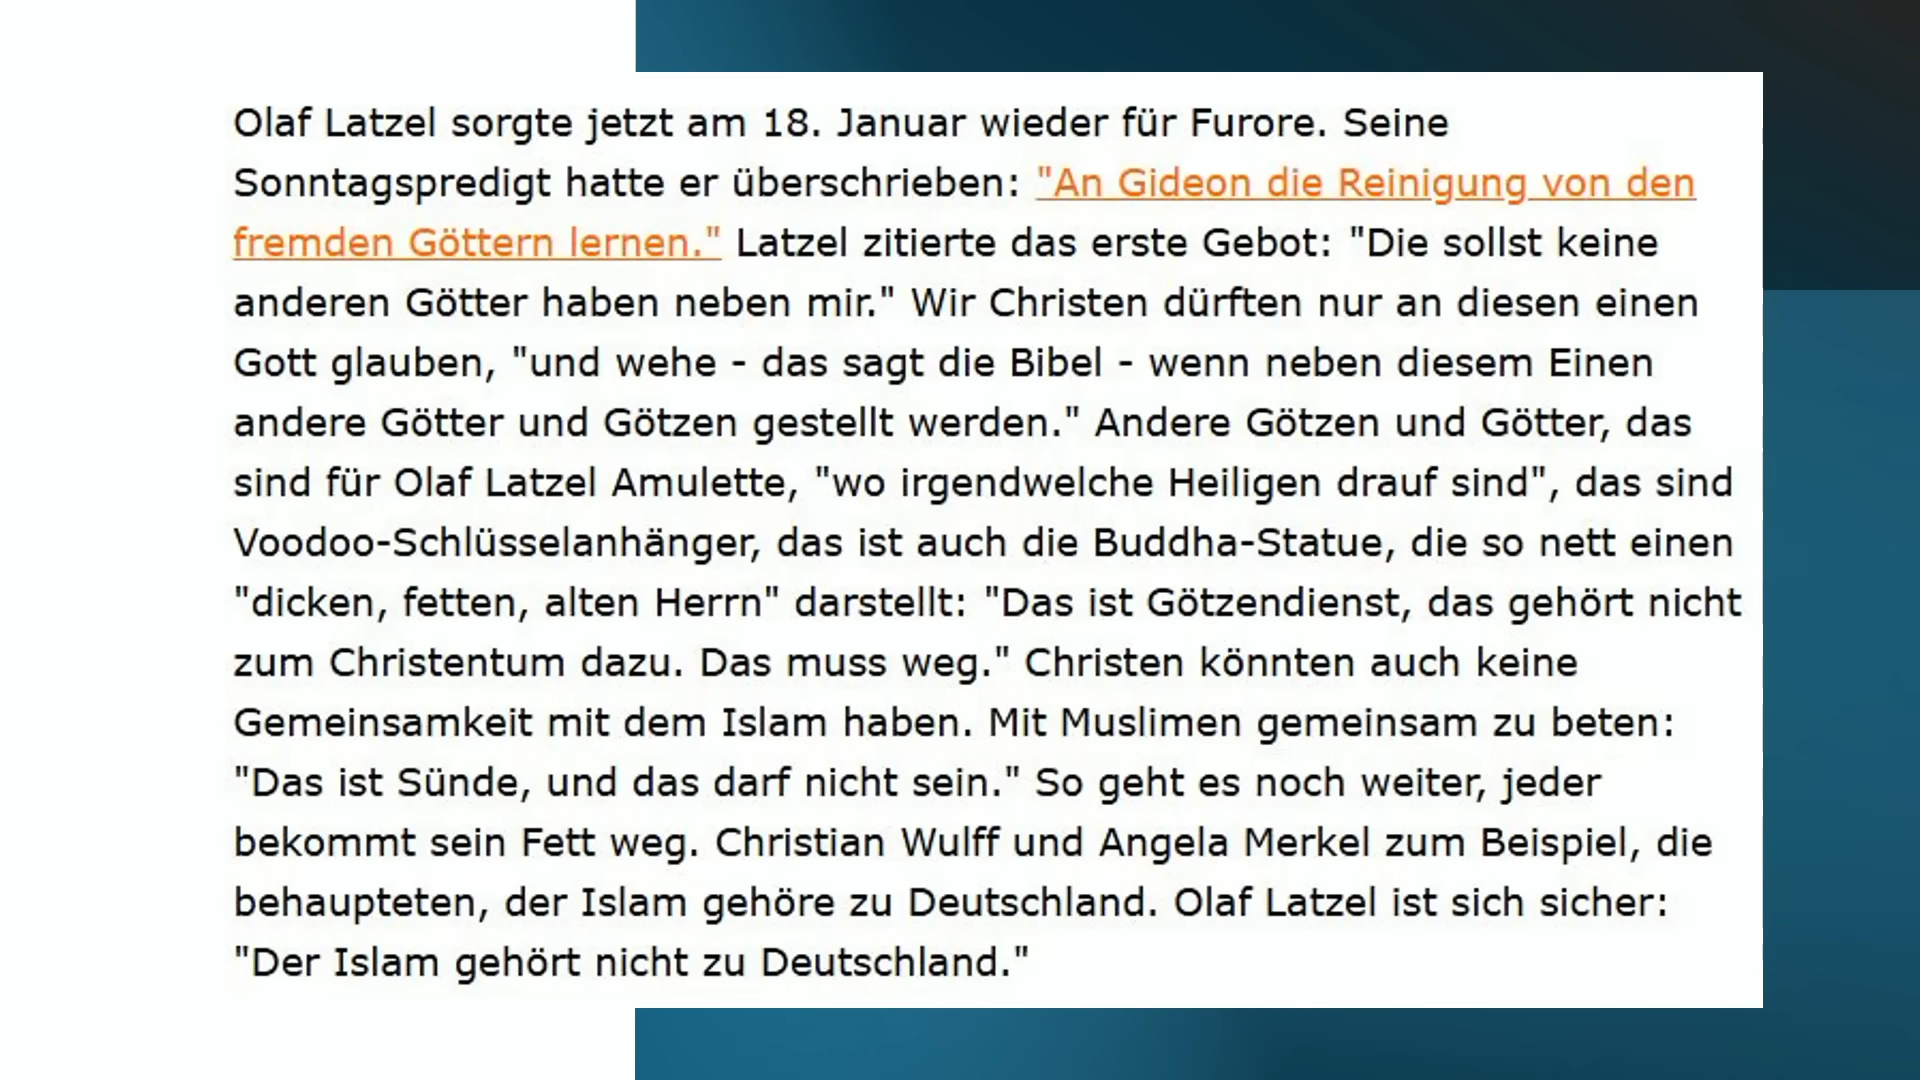 Olaf Latzel sorgte jetzt am 18. Januar wieder für Furore. Seine
Sonntagspredigt hatte er überschrieben: "An Gideon die Reinigung von den
fremden Göttern lernen." Latzel zitierte das erste Gebot: "Die sollst keine
anderen Götter haben neben mir." Wir Christen dürften nur an diesen einen
Gott glauben, "und wehe - das sagt die Bibel - wenn neben diesem Einen
andere Götter und Götzen gestellt werden." Andere Götzen und Götter, das
sind für Olaf Latzel Amulette, "wo irgendwelche Heiligen drauf sind", das sind
Voodoo-Schlüsselanhänger, das ist auch die Buddha-Statue, die so nett einen
"dicken, fetten, alten Herrn" darstellt: "Das ist Götzendienst, das gehört nicht
zum Christentum dazu. Das muss weg." Christen könnten auch keine
Gemeinsamkeit mit dem Islam haben. Mit Muslimen gemeinsam zu beten:
"Das ist Sünde, und das darf nicht sein." So geht es noch weiter, jeder
bekommt sein Fett weg. Christian Wulff und Angela Merkel zum Beispiel, die
behaupteten, der Islam gehöre zu Deutschland. Olaf Latzel ist sich sicher:
"Der Islam gehört nicht zu Deutschland."